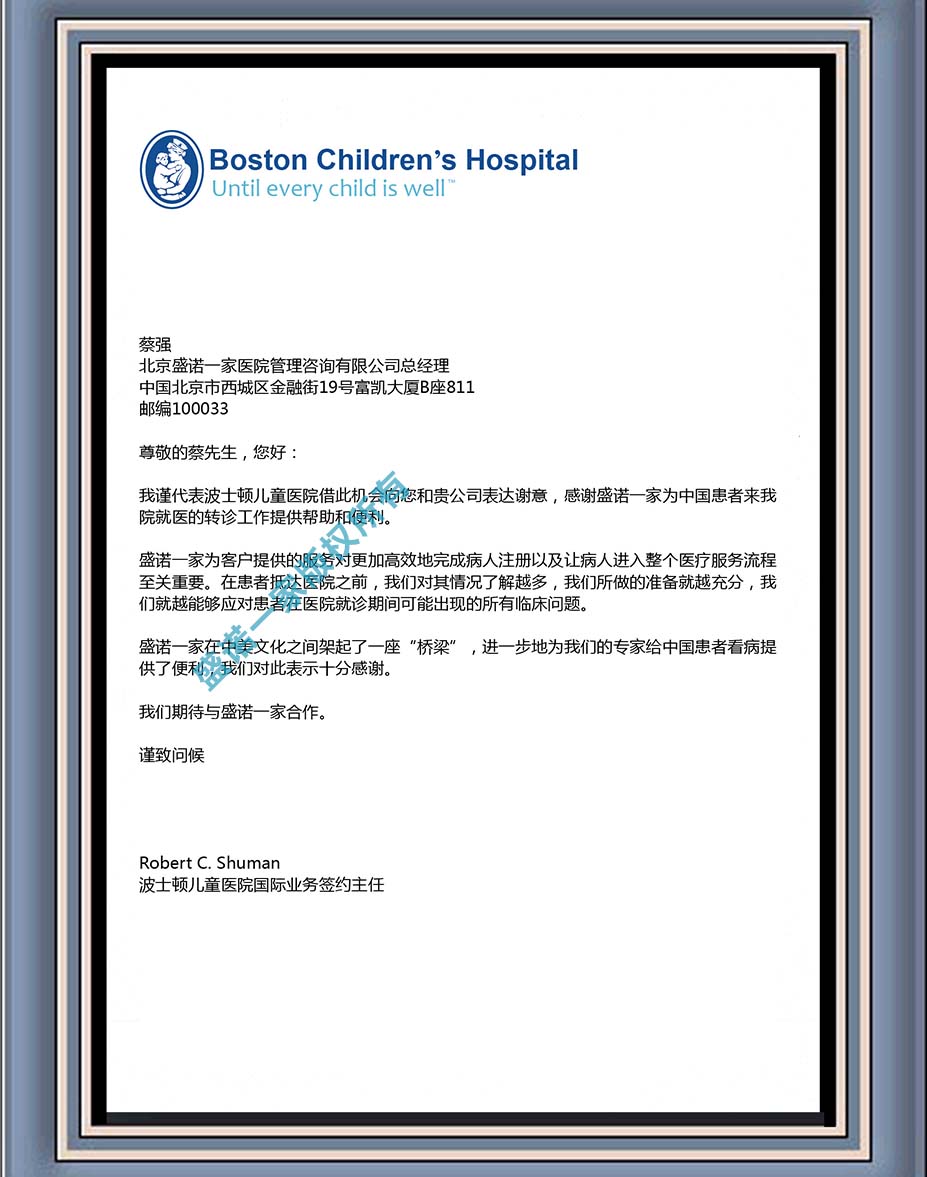 Boston Children's Hospital
Until every child is well™
蔡强
北京盛诺一家医院管理咨询有限公司总经理
中国北京市西城区金融街19号富凯大厦B座811
邮编100033
尊敬的蔡先生，您好：
我谨代表波士顿儿童医院借此机会向您和贵公司表达谢意，感谢盛诺一家为中国患者来我
院就医的转诊工作提供帮助和便利。
盛诺一家为客户提供的服务对更加高效地完成病人注册以及让病人进入整个医疗服务流程
至关重要。在患者抵达医院之前，我们对其情况了解越多，我们所做的准备就越充分，我
们就越能够应对患者在医院就诊期间可能出现的所有临床问题。
盛诺一家在中美文化之间架起了一座“桥梁”，进一步地为我们的专家给中国患者看病提
供了便利，我们对此表示十分感谢。
我们期待与盛诺一家合作。
谨致问候
Robert C. Shuman
波士顿儿童医院国际业务签约主任
盛诺一家版权所有